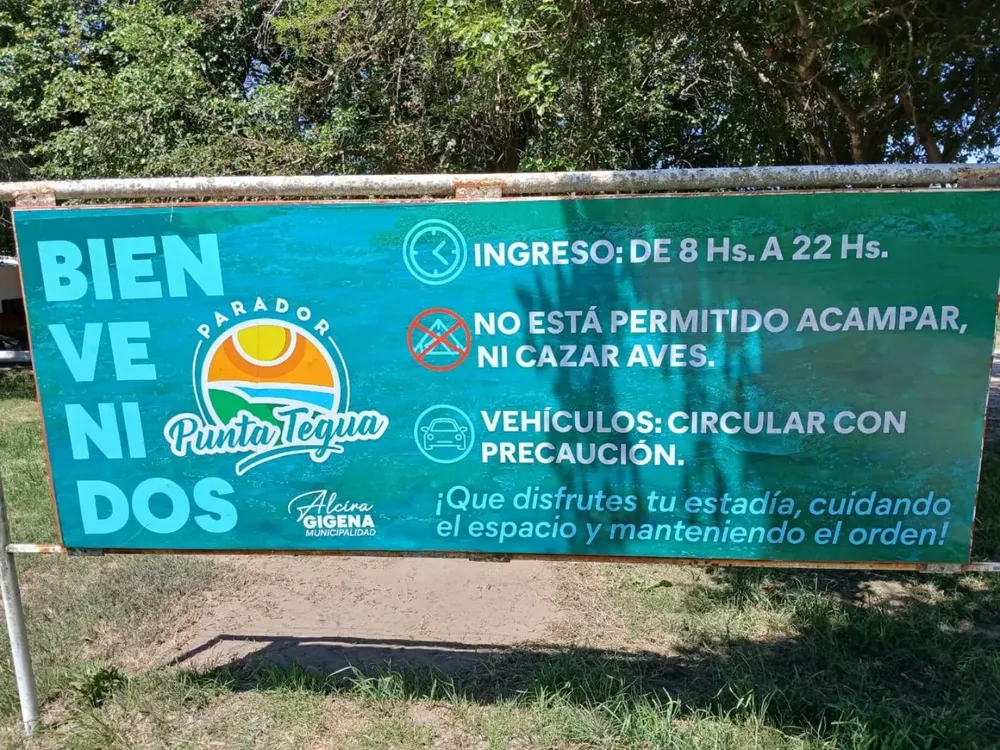 BIEN
VE
NI
DOS
PARADOR
Punta Tégua
Alcira
GIGENA
MUNICIPALIDAD
INGRESO: DE 8 Hs. A 22 Hs.
NO ESTÁ PERMITIDO ACAMPAR,
NI CAZAR AVES.
VEHÍCULOS: CIRCULAR CON
PRECAUCIÓN.
¡Que disfrutes tu estadía, cuidando
el espacio y manteniendo el orden!